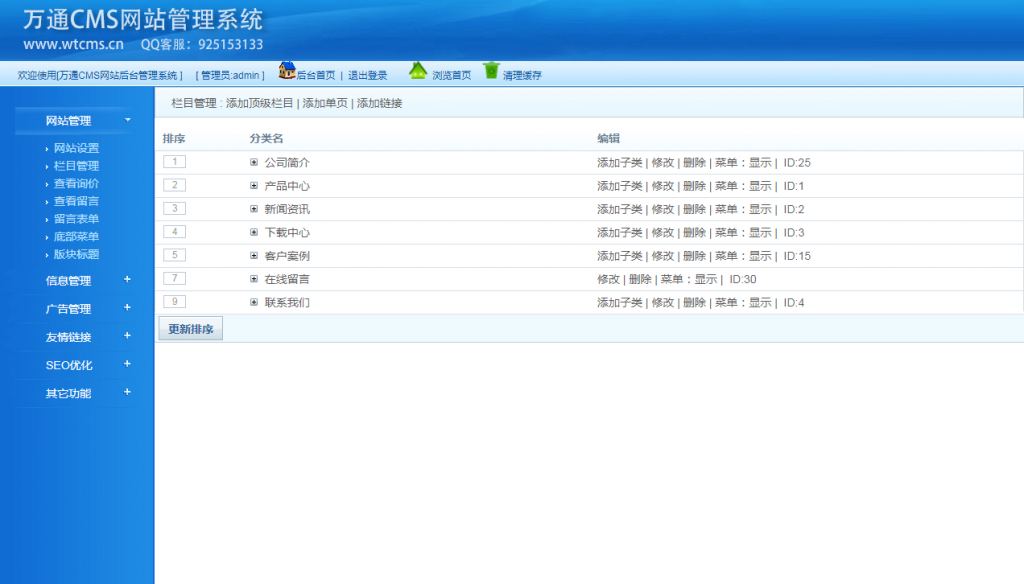 万通CMS网站管理系统
www.wtcms.cn QQ客服：925153133
欢迎使用[万通CMS网站后台管理系统 ] [ 管理员:admin ] 后台首页 | 退出登录 浏览首页 清理缓存
栏目管理 : 添加顶级栏目 | 添加单页 | 添加链接
网站管理
网站设置
栏目管理
查看询价
查看留言
留言表单
底部菜单
版块标题
信息管理 +
广告管理 +
友情链接 +
SEO优化 +
其它功能 +
排序 分类名 编辑
1 公司简介 添加子类 | 修改 | 删除 | 菜单：显示 | ID:25
2 产品中心 添加子类 | 修改 | 删除 | 菜单：显示 | ID:1
3 新闻资讯 添加子类 | 修改 | 删除 | 菜单：显示 | ID:2
4 下载中心 添加子类 | 修改 | 删除 | 菜单：显示 | ID:3
5 客户案例 添加子类 | 修改 | 删除 | 菜单：显示 | ID:15
7 在线留言 修改 | 删除 | 菜单：显示 | ID:30
9 联系我们 添加子类 | 修改 | 删除 | 菜单：显示 | ID:4
更新排序